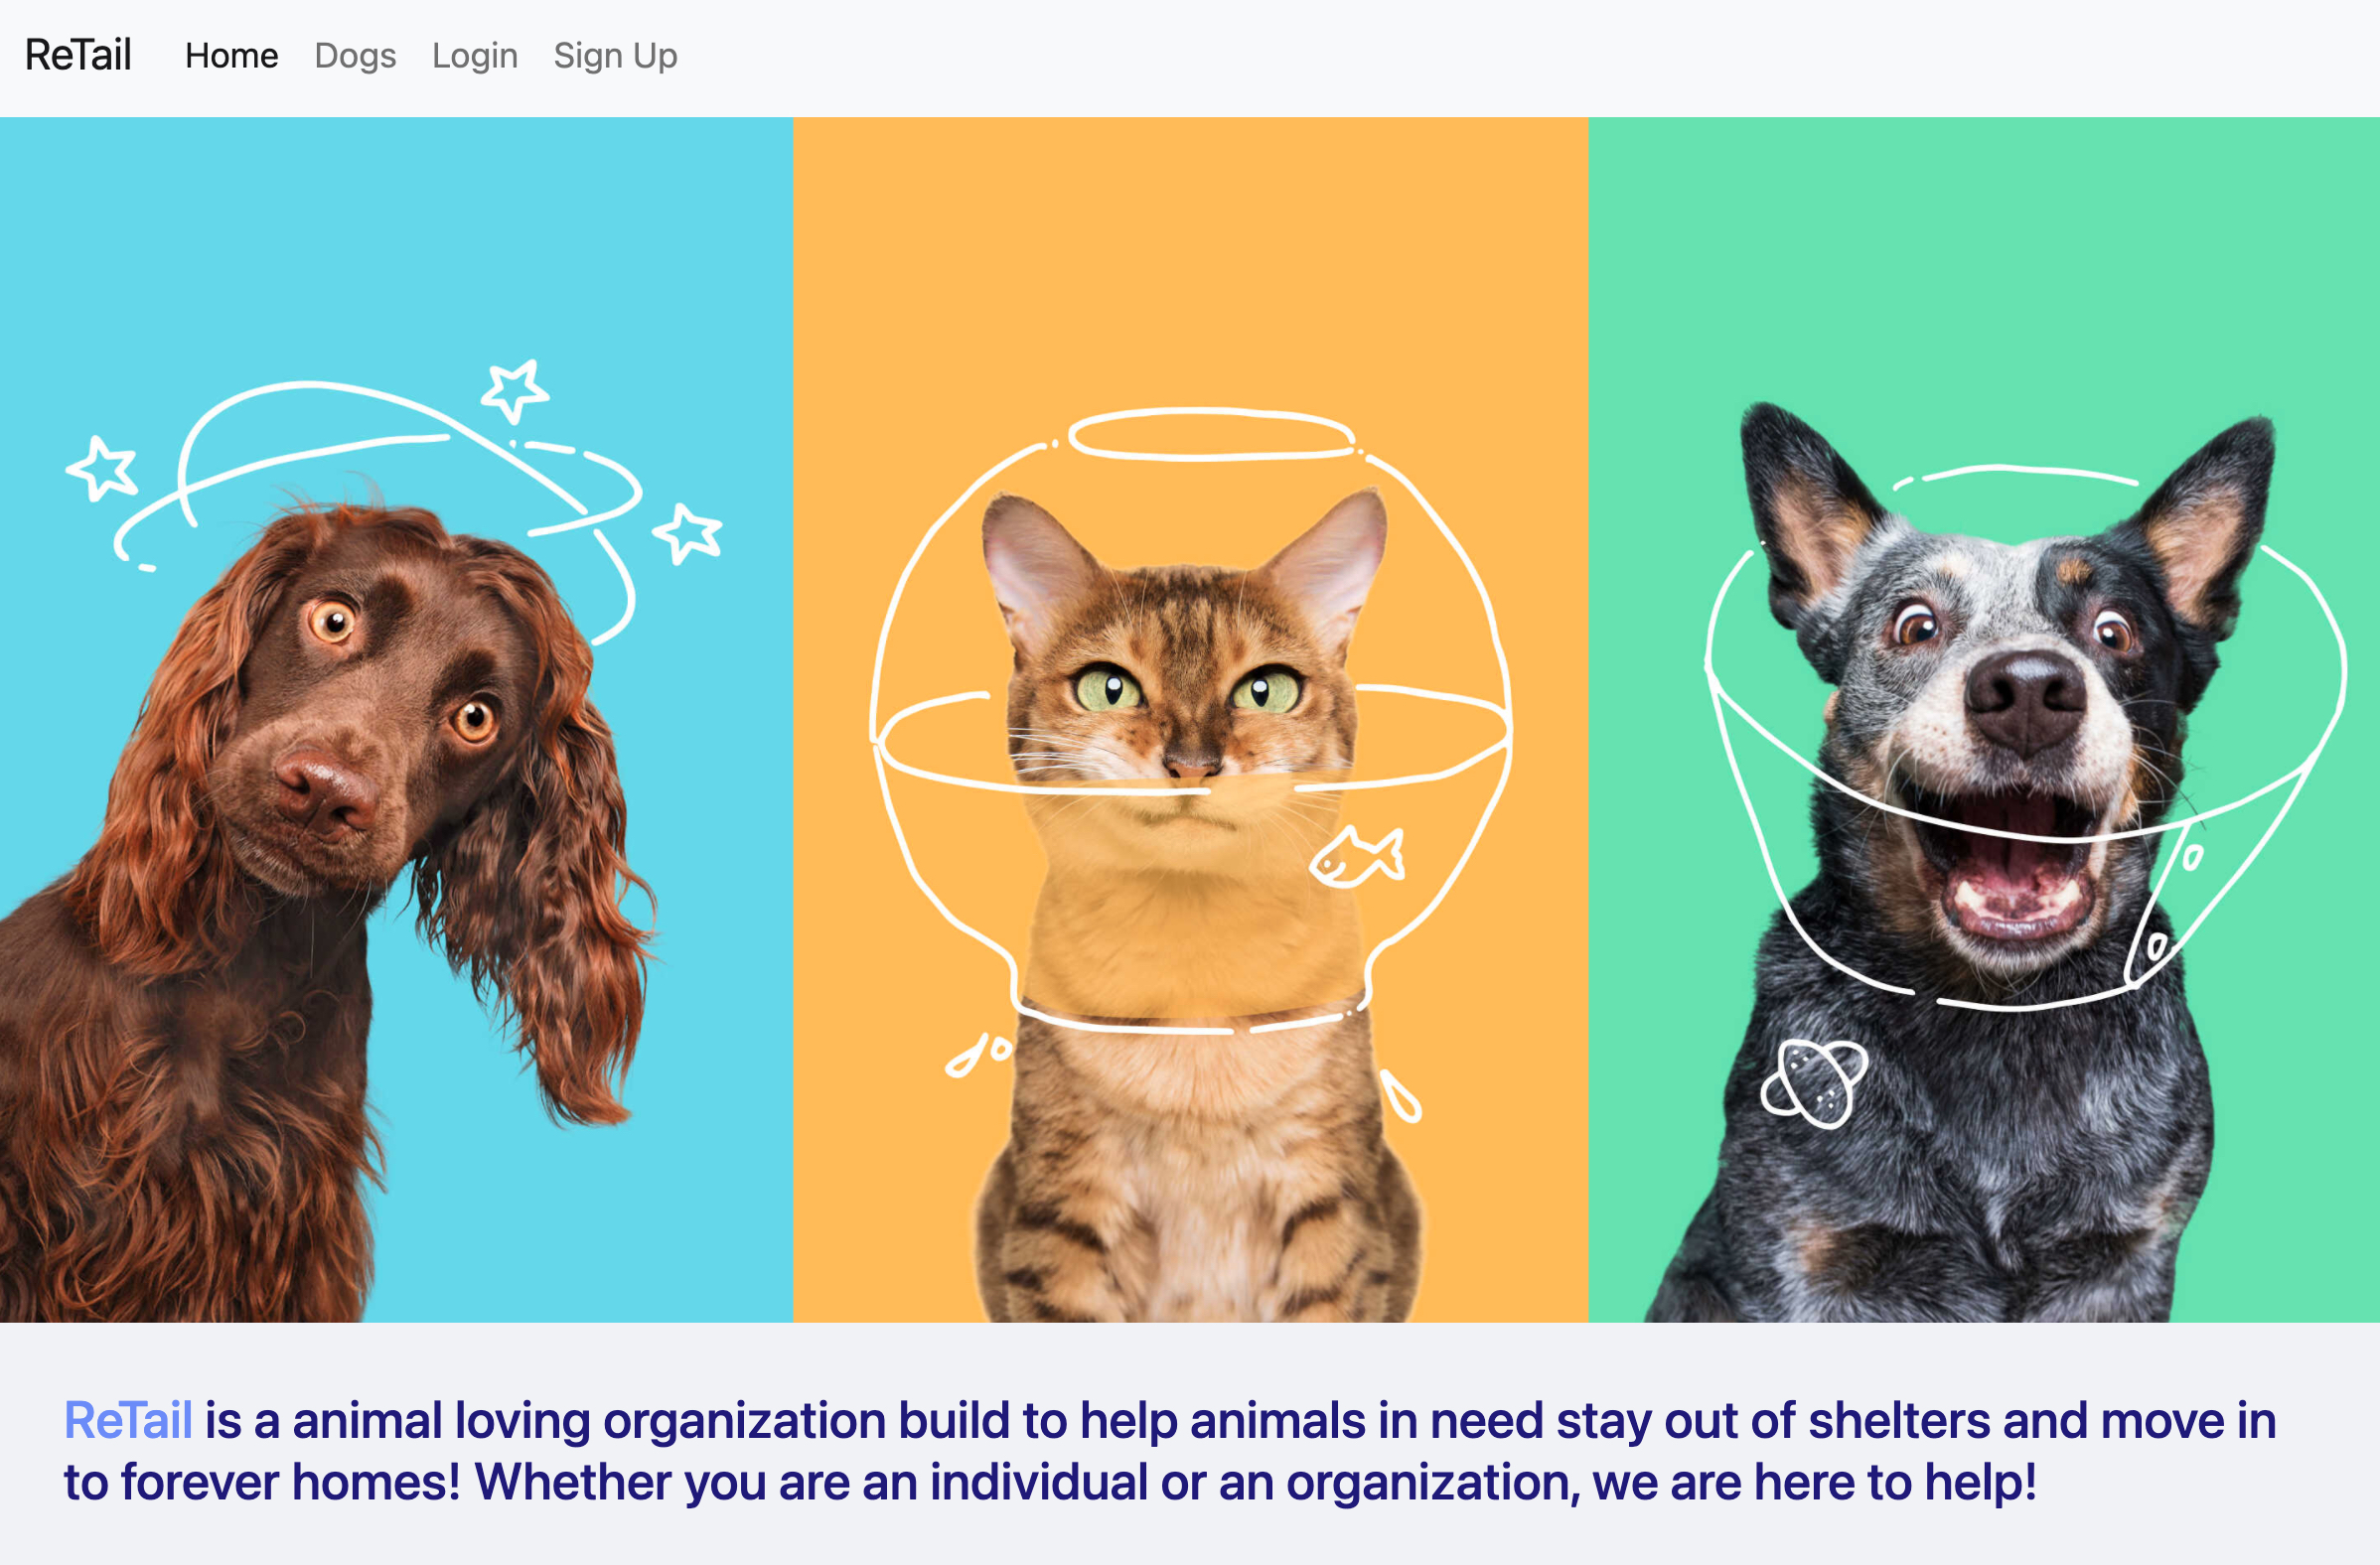 ReTail Home Dogs Login Sign Up
ReTail is a animal loving organization build to help animals in need stay out of shelters and move in
to forever homes! Whether you are an individual or an organization, we are here to help!